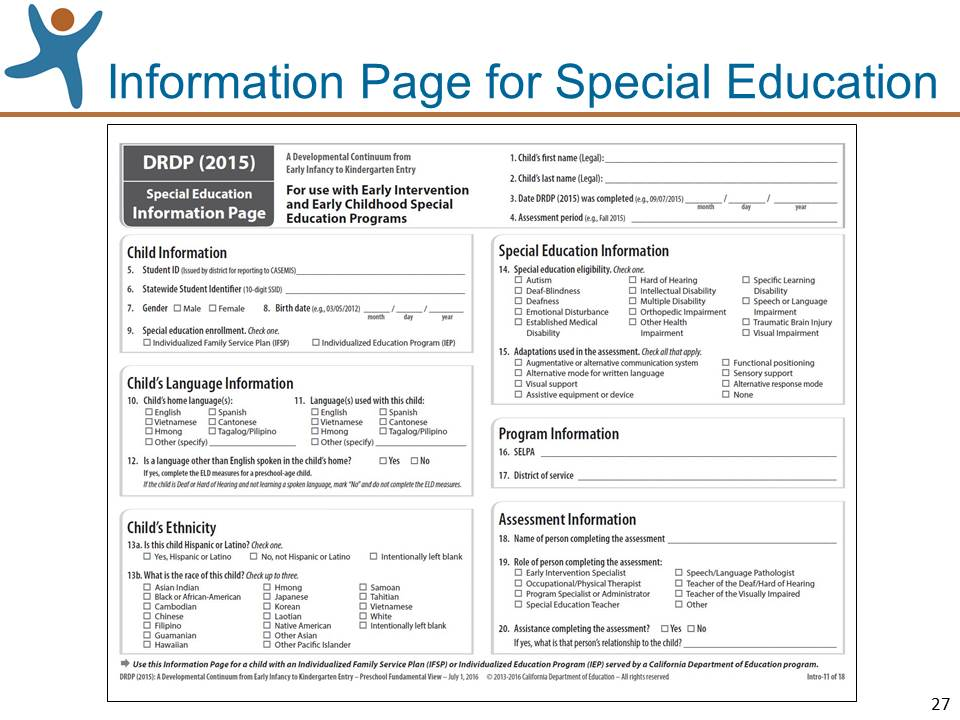 Information Page for Special Education
DRDP (2015)
Special Education
Information Page
A Developmental Continuum from
Early Infancy to Kindergarten Entry
For use with Early Intervention
and Early Childhood Special
Education Programs
1. Child's first name (Legal):
2. Child's last name (Legal):
3. Date DRDP (2015) was completed (e.g., 09/07/2015) / /
month day year
4. Assessment period (e.g., Fall 2015)
Child Information
5. Student ID (Issued by district for reporting to CASEMIS)
6. Statewide Student Identifier (10-digit SSID)
7. Gender ☐ Male ☐ Female 8. Birth date (e.g., 03/05/2012) / /
month day year
9. Special education enrollment. Check one.
☐ Individualized Family Service Plan (IFSP) ☐ Individualized Education Program (IEP)
Child's Language Information
10. Child's home language(s): 11. Language(s) used with this child:
☐ English ☐ Spanish ☐ English ☐ Spanish
☐ Vietnamese ☐ Cantonese ☐ Vietnamese ☐ Cantonese
☐ Hmong ☐ Tagalog/Pilipino ☐ Hmong ☐ Tagalog/Pilipino
☐ Other (specify) ☐ Other (specify)
12. Is a language other than English spoken in the child's home? ☐ Yes ☐ No
If yes, complete the ELD measures for a preschool-age child.
If the child is Deaf or Hard of Hearing and not learning a spoken language, mark "No" and do not complete the ELD measures.
Child's Ethnicity
13a. Is this child Hispanic or Latino? Check one.
☐ Yes, Hispanic or Latino ☐ No, not Hispanic or Latino ☐ Intentionally left blank
13b. What is the race of this child? Check up to three.
☐ Asian Indian ☐ Hmong ☐ Samoan
☐ Black or African-American ☐ Japanese ☐ Tahitian
☐ Cambodian ☐ Korean ☐ Vietnamese
☐ Chinese ☐ Laotian ☐ White
☐ Filipino ☐ Native American ☐ Intentionally left blank
☐ Guamanian ☐ Other Asian
☐ Hawaiian ☐ Other Pacific Islander
Special Education Information
14. Special education eligibility. Check one.
☐ Autism ☐ Hard of Hearing ☐ Specific Learning
☐ Deaf-Blindness ☐ Intellectual Disability Disability
☐ Deafness ☐ Multiple Disability ☐ Speech or Language
☐ Emotional Disturbance ☐ Orthopedic Impairment Impairment
☐ Established Medical ☐ Other Health ☐ Traumatic Brain Injury
Disability Impairment ☐ Visual Impairment
15. Adaptations used in the assessment. Check all that apply.
☐ Augmentative or alternative communication system ☐ Functional positioning
☐ Alternative mode for written language ☐ Sensory support
☐ Visual support ☐ Alternative response mode
☐ Assistive equipment or device ☐ None
Program Information
16. SELPA
17. District of service
Assessment Information
18. Name of person completing the assessment
19. Role of person completing the assessment:
☐ Early Intervention Specialist ☐ Speech/Language Pathologist
☐ Occupational/Physical Therapist ☐ Teacher of the Deaf/Hard of Hearing
☐ Program Specialist or Administrator ☐ Teacher of the Visually Impaired
☐ Special Education Teacher ☐ Other
20. Assistance completing the assessment? ☐ Yes ☐ No
If yes, what is that person's relationship to the child?
Use this Information Page for a child with an Individualized Family Service Plan (IFSP) or Individualized Education Program (IEP) served by a California Department of Education program.
DRDP (2015): A Developmental Continuum from Early Infancy to Kindergarten Entry – Preschool Fundamental View – July 1, 2016 © 2013-2016 California Department of Education – All rights reserved Intro-11 of 18
27